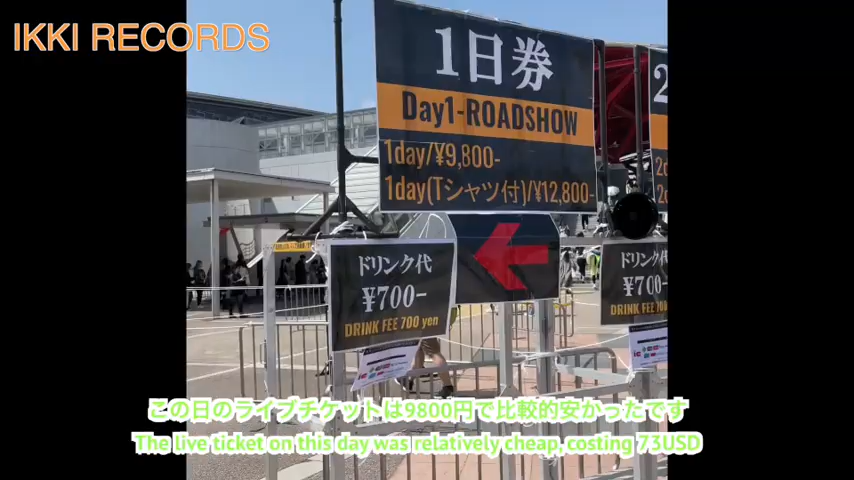 IKKI RECORDS
1日券
Day1-ROADSHOW
1day/¥9,800-
1day(Tシャツ付)/¥12,800-
ドリンク代
¥700-
DRINK FEE 700 yen
ドリンク代
¥700
DRINK FEE 700
この日のライブチケットは9800円で比較的安かったです
The live ticket on this day was relatively cheap, costing 73USD